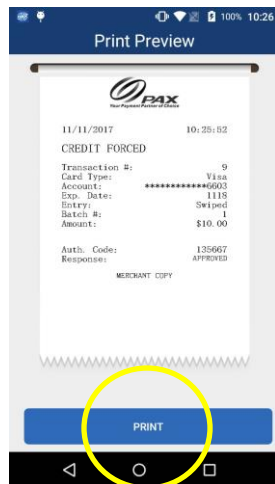 100% 10:26
Print Preview
PAX
Your Payment Partner of Choice
11/11/2017 10:25:52
CREDIT FORCED
Transaction #: 9
Card Type: Visa
Account: ************6603
Exp. Date: 1118
Entry: Swiped
Batch #: 1
Amount: $10.00
Auth. Code: 135667
Response: APPROVED
MERCHANT COPY
PRINT